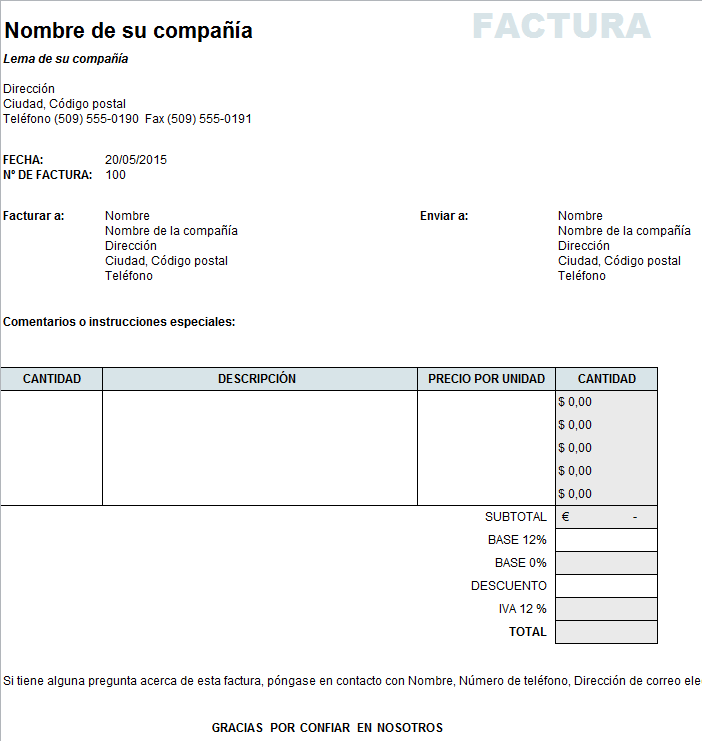 Nombre de su compañía FACTURA
Lema de su compañía
Dirección
Ciudad, Código postal
Teléfono (509) 555-0190 Fax (509) 555-0191
FECHA: 20/05/2015
Nº DE FACTURA: 100
Facturar a: Nombre Enviar a: Nombre
Nombre de la compañía Nombre de la compañía
Dirección Dirección
Ciudad, Código postal Ciudad, Código postal
Teléfono Teléfono
Comentarios o instrucciones especiales:
CANTIDAD DESCRIPCIÓN PRECIO POR UNIDAD CANTIDAD
$ 0,00
$ 0,00
$ 0,00
$ 0,00
$ 0,00
SUBTOTAL € -
BASE 12%
BASE 0%
DESCUENTO
IVA 12 %
TOTAL
Si tiene alguna pregunta acerca de esta factura, póngase en contacto con Nombre, Número de teléfono, Dirección de correo ele
GRACIAS POR CONFIAR EN NOSOTROS